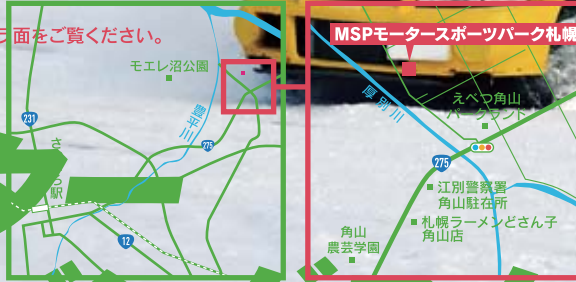 面をご覧ください。
モエレ沼公園
豊平川
231
275
さっぽろ駅
12
MSPモータースポーツパーク札幌
厚別川
えべつ角山
パークランド
275
江別警察署
角山駐在所
札幌ラーメンどさん子
角山店
角山
農芸学園